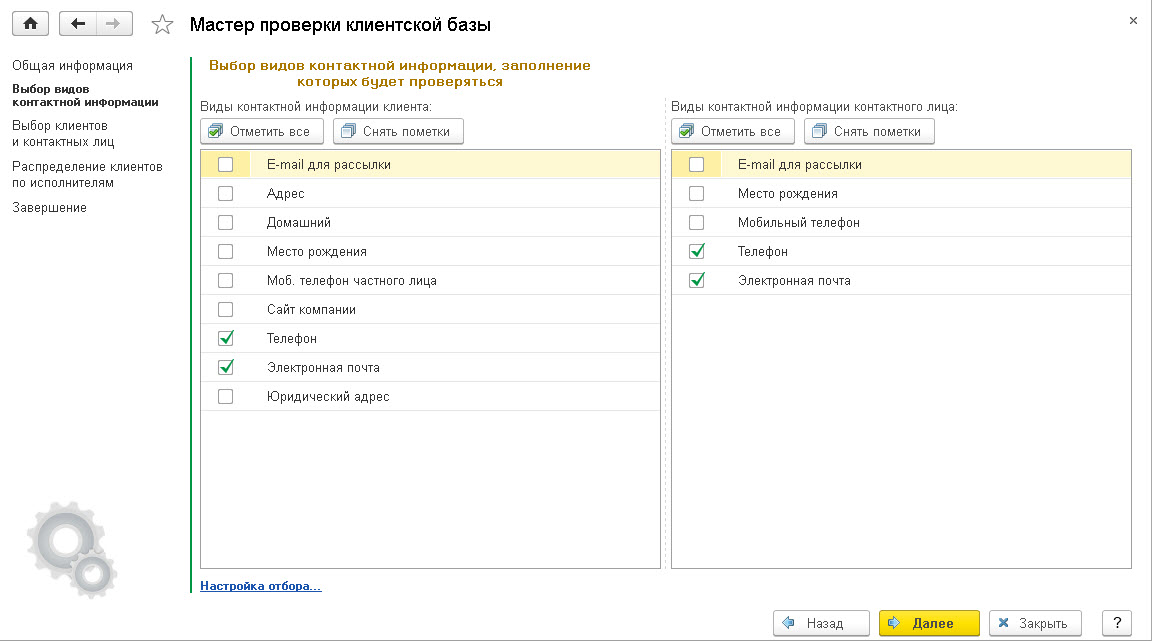 Мастер проверки клиентской базы
Общая информация
Выбор видов
контактной информации
Выбор клиентов
и контактных лиц
Распределение клиентов
по исполнителям
Завершение
Выбор видов контактной информации, заполнение
которых будет проверяться
Виды контактной информации клиента:
Отметить все
Снять пометки
E-mail для рассылки
Адрес
Домашний
Место рождения
Моб. телефон частного лица
Сайт компании
Телефон
Электронная почта
Юридический адрес
Виды контактной информации контактного лица:
Отметить все
Снять пометки
E-mail для рассылки
Место рождения
Мобильный телефон
Телефон
Электронная почта
Настройка отбора...
Назад
Далее
Закрыть
?